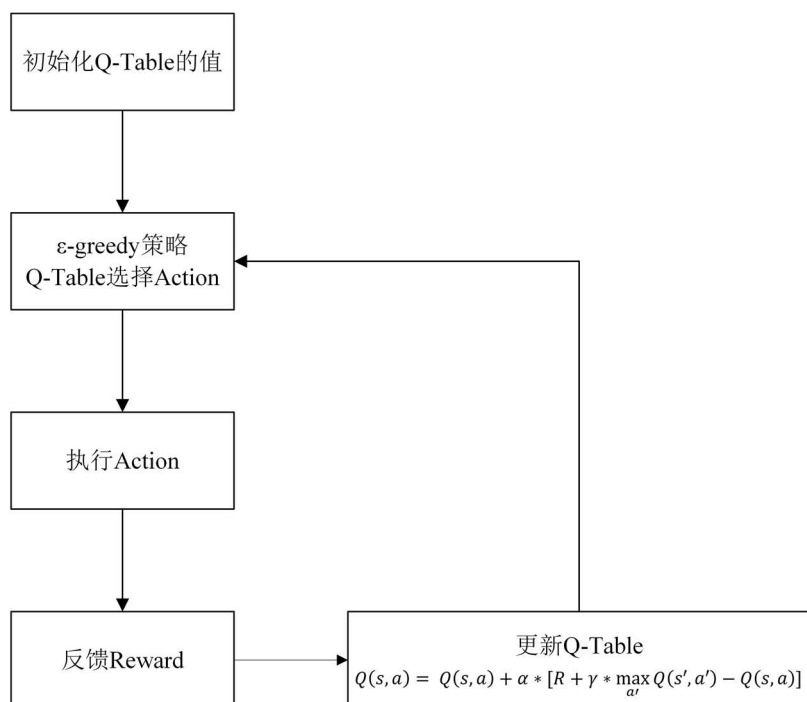 初始化Q-Table的值
ε-greedy策略
Q-Table选择Action
执行Action
反馈Reward
更新Q-Table
Q(s,a) = Q(s,a) + α * [R + γ * max_{a′} Q(s′,a′) − Q(s,a)]